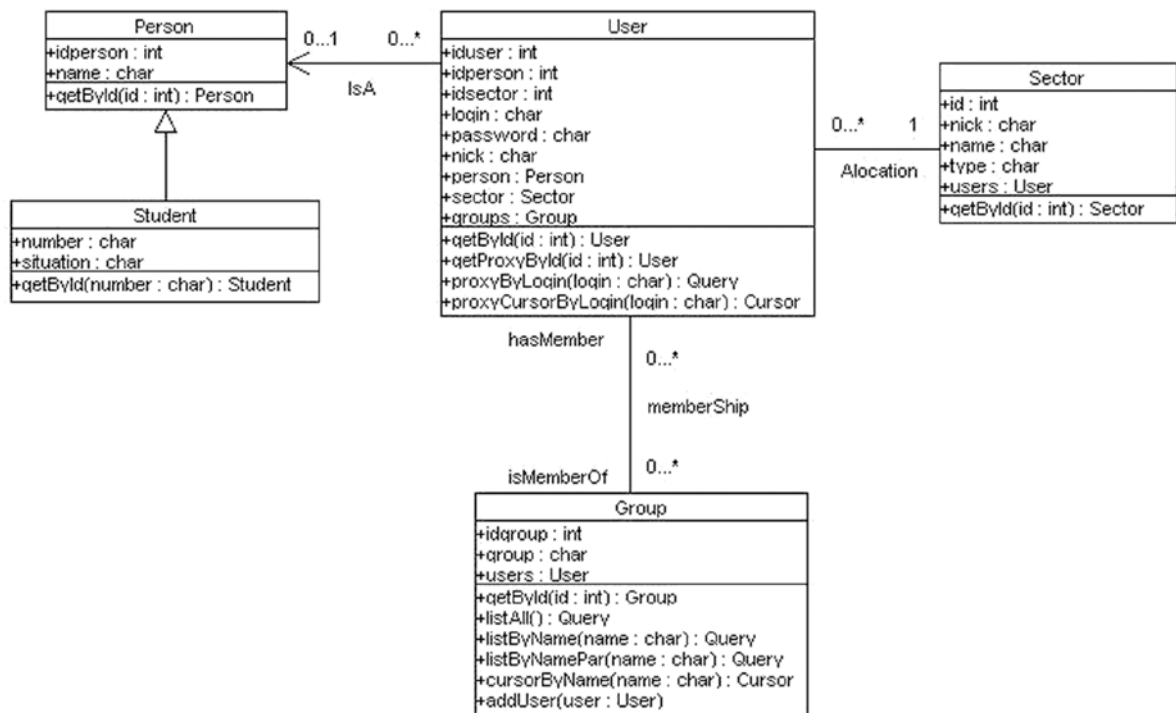 Person
+idperson : int
+name : char
+getById(id : int) : Person
0...1
0...*
IsA
User
+iduser : int
+idperson : int
+idsector : int
+login : char
+password : char
+nick : char
+person : Person
+sector : Sector
+groups : Group
+getById(id : int) : User
+getProxyById(id : int) : User
+proxyByLogin(login : char) : Query
+proxyCursorByLogin(login : char) : Cursor
0...*
1
Alocation
Sector
+id : int
+nick : char
+name : char
+type : char
+users : User
+getById(id : int) : Sector
Student
+number : char
+situation : char
+getById(number : char) : Student
hasMember
0...*
memberShip
0...*
isMemberOf
Group
+idgroup : int
+group : char
+users : User
+getById(id : int) : Group
+listAll() : Query
+listByName(name : char) : Query
+listByNamePar(name : char) : Query
+cursorByName(name : char) : Cursor
+addUser(user : User)